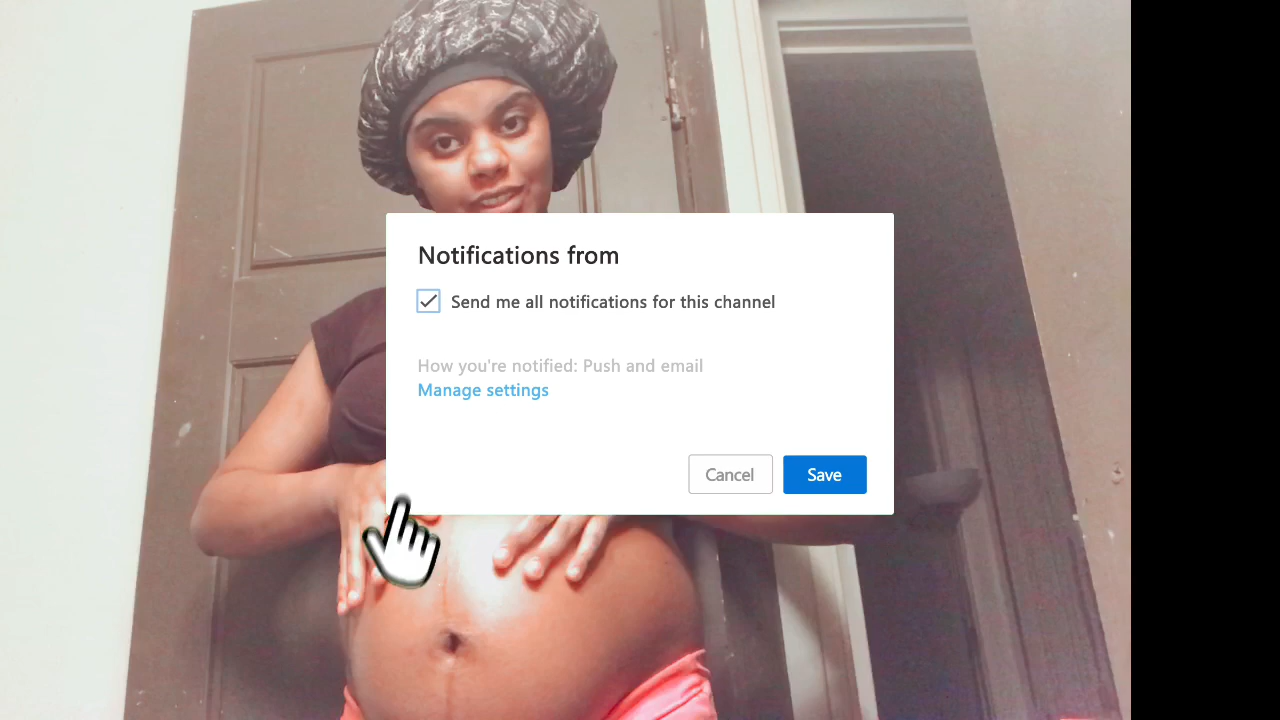 Notifications from
Send me all notifications for this channel
How you're notified: Push and email
Manage settings
Cancel
Save